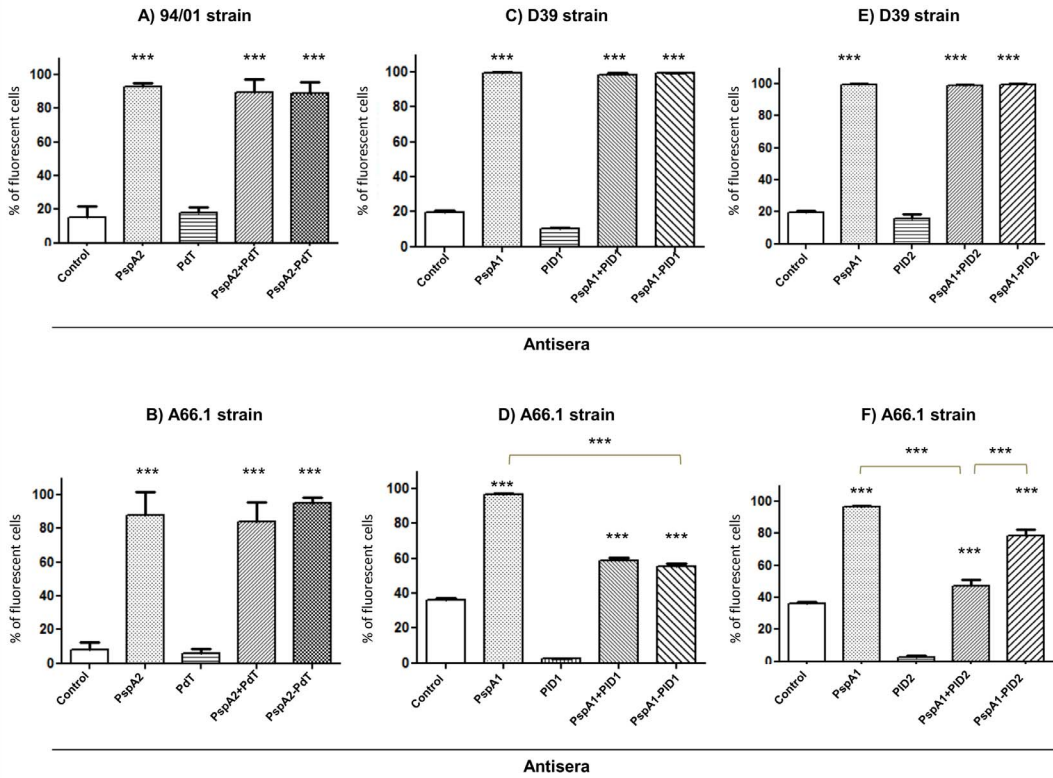 A) 94/01 strain
% of fluorescent cells
100
80
60
40
20
0
***
***
***
Control
PspA2
PdT
PspA2+PdT
PspA2-PdT
C) D39 strain
% of fluorescent cells
100
80
60
40
20
0
***
***
***
Control
PspA1
PlD1
PspA1+PlD1
PspA1-PlD1
E) D39 strain
% of fluorescent cells
100
80
60
40
20
0
***
***
***
Control
PspA1
PlD2
PspA1+PlD2
PspA1-PlD2
Antisera
B) A66.1 strain
% of fluorescent cells
100
80
60
40
20
0
***
***
***
Control
PspA2
PdT
PspA2+PdT
PspA2-PdT
D) A66.1 strain
% of fluorescent cells
100
80
60
40
20
0
***
***
***
***
Control
PspA1
PlD1
PspA1+PlD1
PspA1-PlD1
F) A66.1 strain
% of fluorescent cells
100
80
60
40
20
0
***
***
***
***
***
Control
PspA1
PlD2
PspA1+PlD2
PspA1-PlD2
Antisera